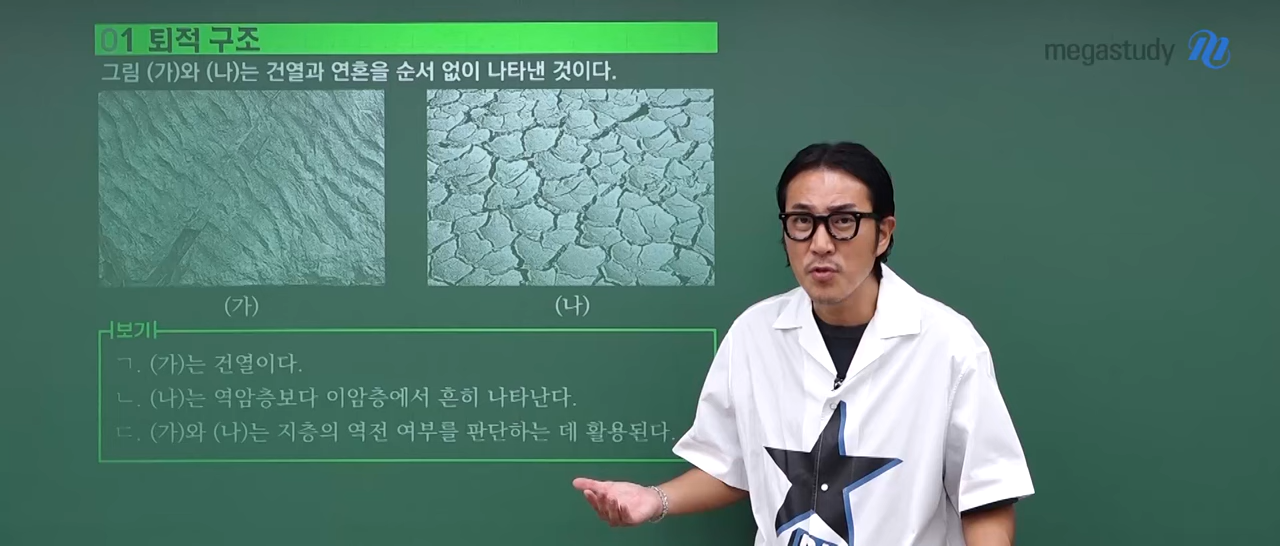 01 퇴적 구조
megastudy
그림 (가)와 (나)는 건열과 연흔을 순서 없이 나타낸 것이다.
(가)
(나)
보기
ㄱ. (가)는 건열이다.
ㄴ. (나)는 역암층보다 이암층에서 흔히 나타난다.
ㄷ. (가)와 (나)는 지층의 역전 여부를 판단하는 데 활용된다.